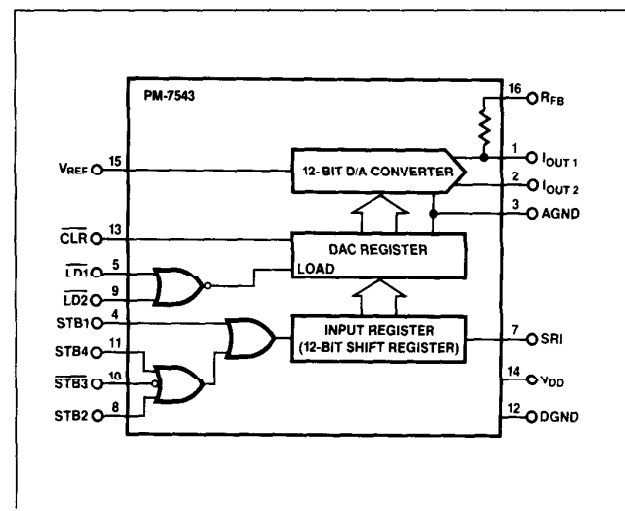 PM-7543
16 RFB
VREF 15
12-BIT D/A CONVERTER
1 IOUT 1
2 IOUT 2
3 AGND
CLR 13
DAC REGISTER
LOAD
LD1 5
LD2 9
STB1 4
INPUT REGISTER
(12-BIT SHIFT REGISTER)
7 SRI
STB4 11
STB3 10
STB2 8
14 VDD
12 DGND